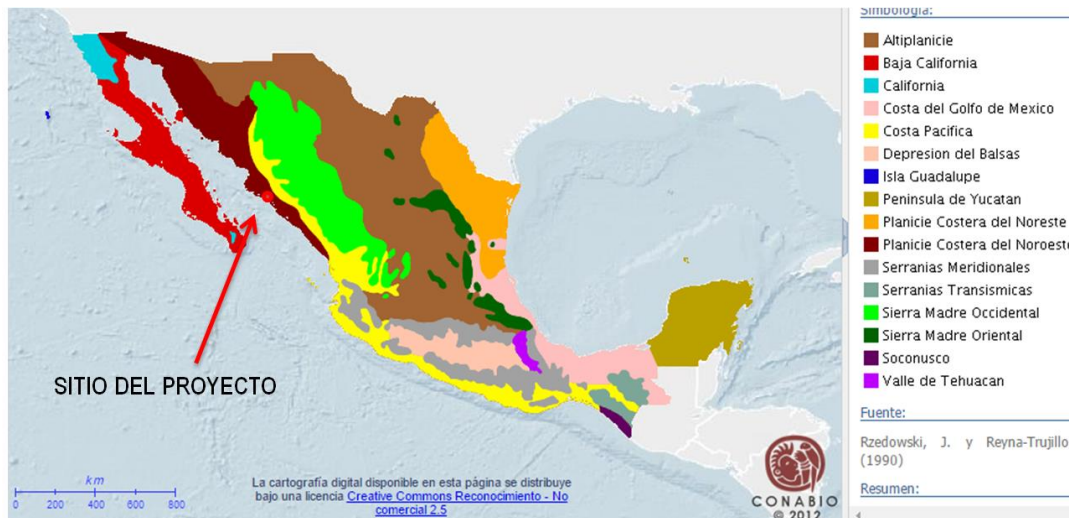 Simbología:
Altiplanicie
Baja California
California
Costa del Golfo de Mexico
Costa Pacifica
Depresion del Balsas
Isla Guadalupe
Peninsula de Yucatan
Planicie Costera del Noreste
Planicie Costera del Noroeste
Serranias Meridionales
Serranias Transismicas
Sierra Madre Occidental
Sierra Madre Oriental
Soconusco
Valle de Tehuacan
Fuente:
Rzedowski, J. y Reyna-Trujillo
(1990)
Resumen:
SITIO DEL PROYECTO
km
0 200 400 600 800
La cartografía digital disponible en esta página se distribuye
bajo una licencia Creative Commons Reconocimiento - No
comercial 2.5
CONABIO
© 2012